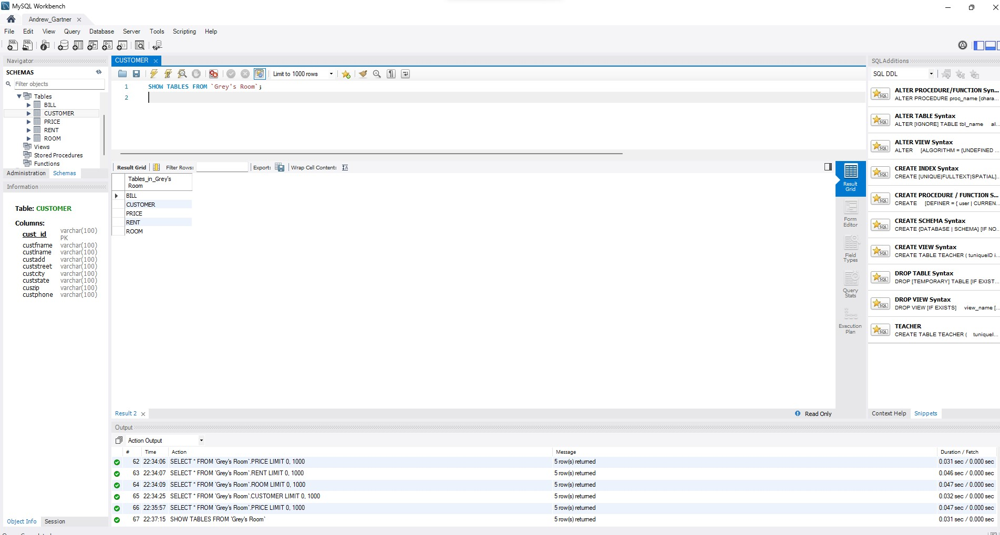 MySQL Workbench
Andrew_Gartner
File Edit View Query Database Server Tools Scripting Help
Navigator
SCHEMAS
Filter objects
Tables
BILL
CUSTOMER
PRICE
RENT
ROOM
Views
Stored Procedures
Functions
Administration Schemas
Information
Table: CUSTOMER
Columns:
cust_id varchar(100) PK
custfname varchar(100)
custlname varchar(100)
custadd varchar(100)
custstreet varchar(100)
custcity varchar(100)
custstate varchar(100)
cuszip varchar(100)
custphone varchar(100)
Object Info Session
CUSTOMER
Limit to 1000 rows
1 SHOW TABLES FROM `Grey's Room`;
2
Result Grid Filter Rows: Export: Wrap Cell Content:
Tables_in_Grey's
Room
BILL
CUSTOMER
PRICE
RENT
ROOM
Result
Grid
Form
Editor
Field
Types
Query
Stats
Execution
Plan
Result 2
Read Only
SQLAdditions
SQL DDL
ALTER PROCEDURE/FUNCTION Syn...
ALTER PROCEDURE proc_name [chara...
ALTER TABLE Syntax
ALTER [IGNORE] TABLE tbl_name al...
ALTER VIEW Syntax
ALTER [ALGORITHM = {UNDEFINED ...
CREATE INDEX Syntax
CREATE [UNIQUE|FULLTEXT|SPATIAL]...
CREATE PROCEDURE / FUNCTION S...
CREATE [DEFINER = { user | CURREN...
CREATE SCHEMA Syntax
CREATE {DATABASE | SCHEMA} [IF NO...
CREATE VIEW Syntax
CREATE TABLE TEACHER ( tuniqueID i...
DROP TABLE Syntax
DROP [TEMPORARY] TABLE [IF EXIST...
DROP VIEW Syntax
DROP VIEW [IF EXISTS] view_name [...
TEACHER
CREATE TABLE TEACHER ( tuniqueI...
Context Help Snippets
Output
Action Output
# Time Action Message Duration / Fetch
62 22:34:06 SELECT * FROM `Grey's Room`.PRICE LIMIT 0, 1000 5 row(s) returned 0.031 sec / 0.000 sec
63 22:34:07 SELECT * FROM `Grey's Room`.RENT LIMIT 0, 1000 5 row(s) returned 0.046 sec / 0.000 sec
64 22:34:09 SELECT * FROM `Grey's Room`.ROOM LIMIT 0, 1000 5 row(s) returned 0.047 sec / 0.000 sec
65 22:34:25 SELECT * FROM `Grey's Room`.CUSTOMER LIMIT 0, 1000 5 row(s) returned 0.032 sec / 0.000 sec
66 22:35:57 SELECT * FROM `Grey's Room`.PRICE LIMIT 0, 1000 5 row(s) returned 0.047 sec / 0.000 sec
67 22:37:15 SHOW TABLES FROM `Grey's Room` 5 row(s) returned 0.031 sec / 0.000 sec